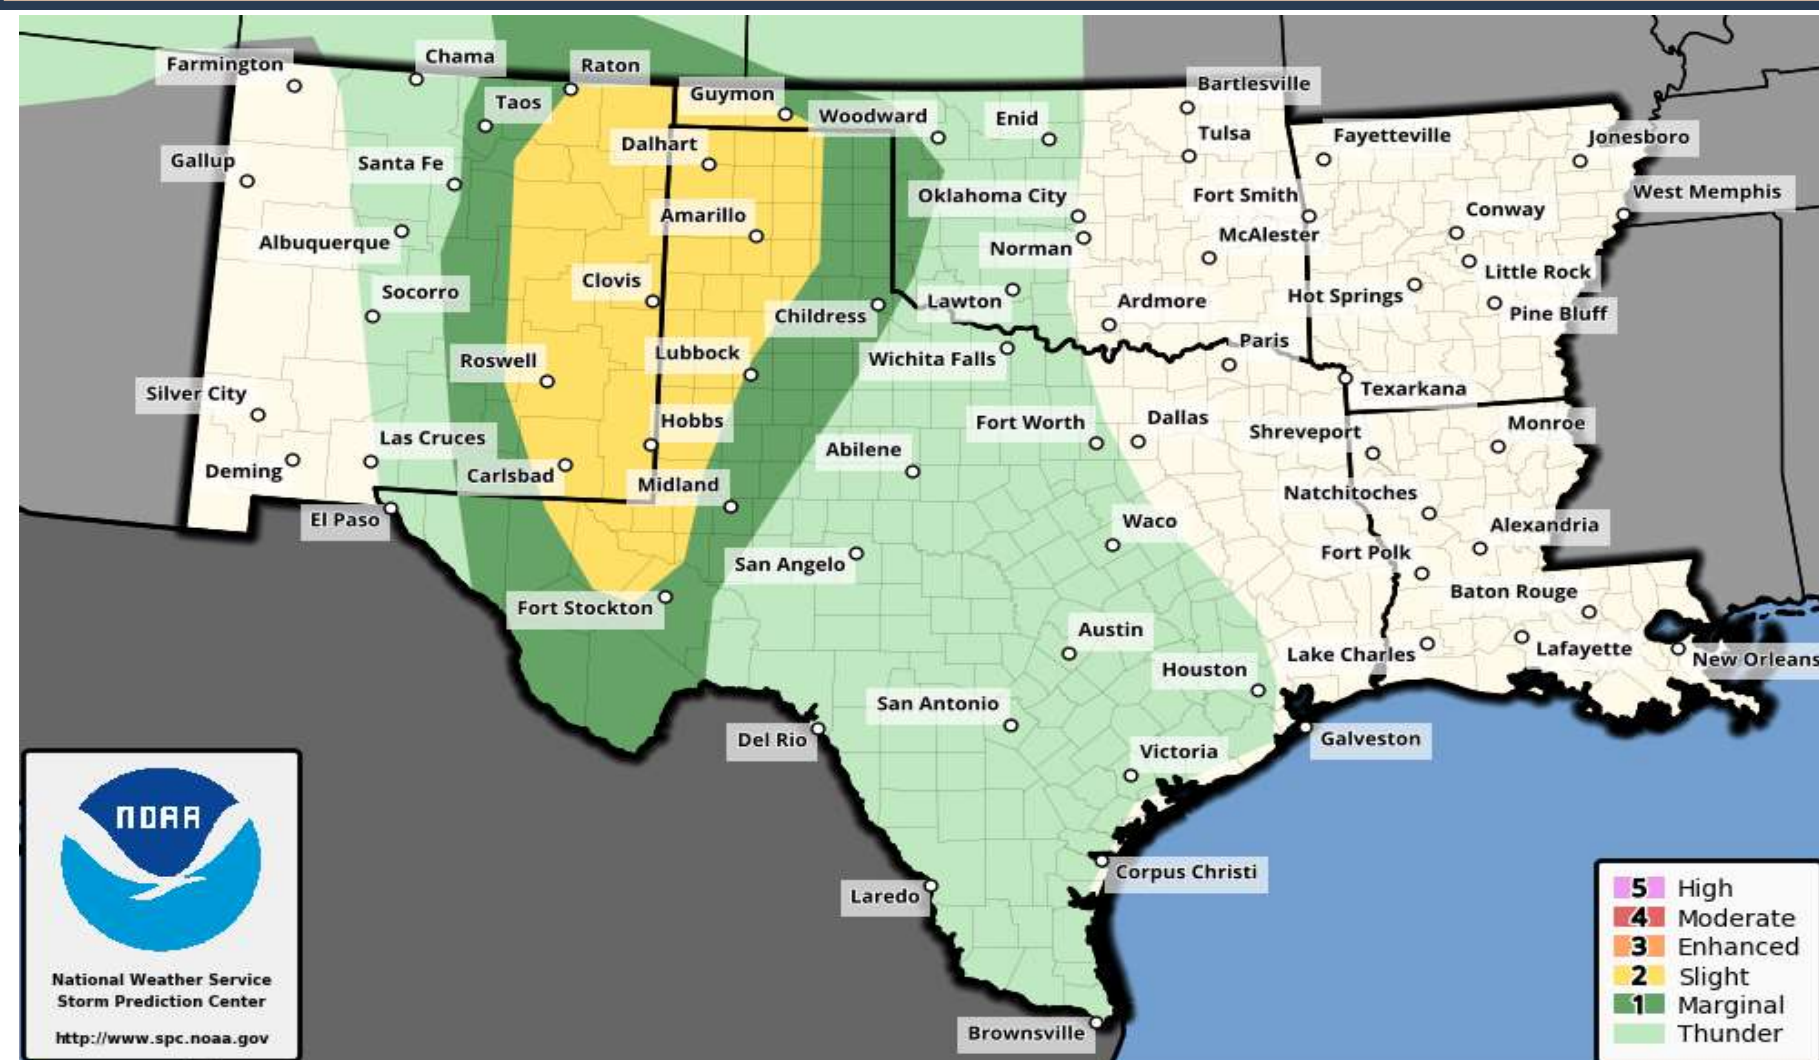 Farmington
Chama
Raton
Taos
Guymon
Woodward
Enid
Bartlesville
Tulsa
Fayetteville
Jonesboro
Gallup
Santa Fe
Dalhart
Oklahoma City
Fort Smith
West Memphis
Albuquerque
Amarillo
Norman
McAlester
Conway
Socorro
Clovis
Childress
Lawton
Ardmore
Hot Springs
Little Rock
Pine Bluff
Roswell
Lubbock
Wichita Falls
Paris
Texarkana
Silver City
Hobbs
Fort Worth
Dallas
Shreveport
Monroe
Las Cruces
Abilene
Deming
Carlsbad
Midland
Natchitoches
El Paso
Waco
Alexandria
San Angelo
Fort Polk
Fort Stockton
Baton Rouge
Austin
Houston
Lake Charles
Lafayette
New Orleans
San Antonio
Del Rio
Victoria
Galveston
Corpus Christi
Laredo
Brownsville
NOAA
National Weather Service
Storm Prediction Center
http://www.spc.noaa.gov
5 High
4 Moderate
3 Enhanced
2 Slight
1 Marginal
Thunder